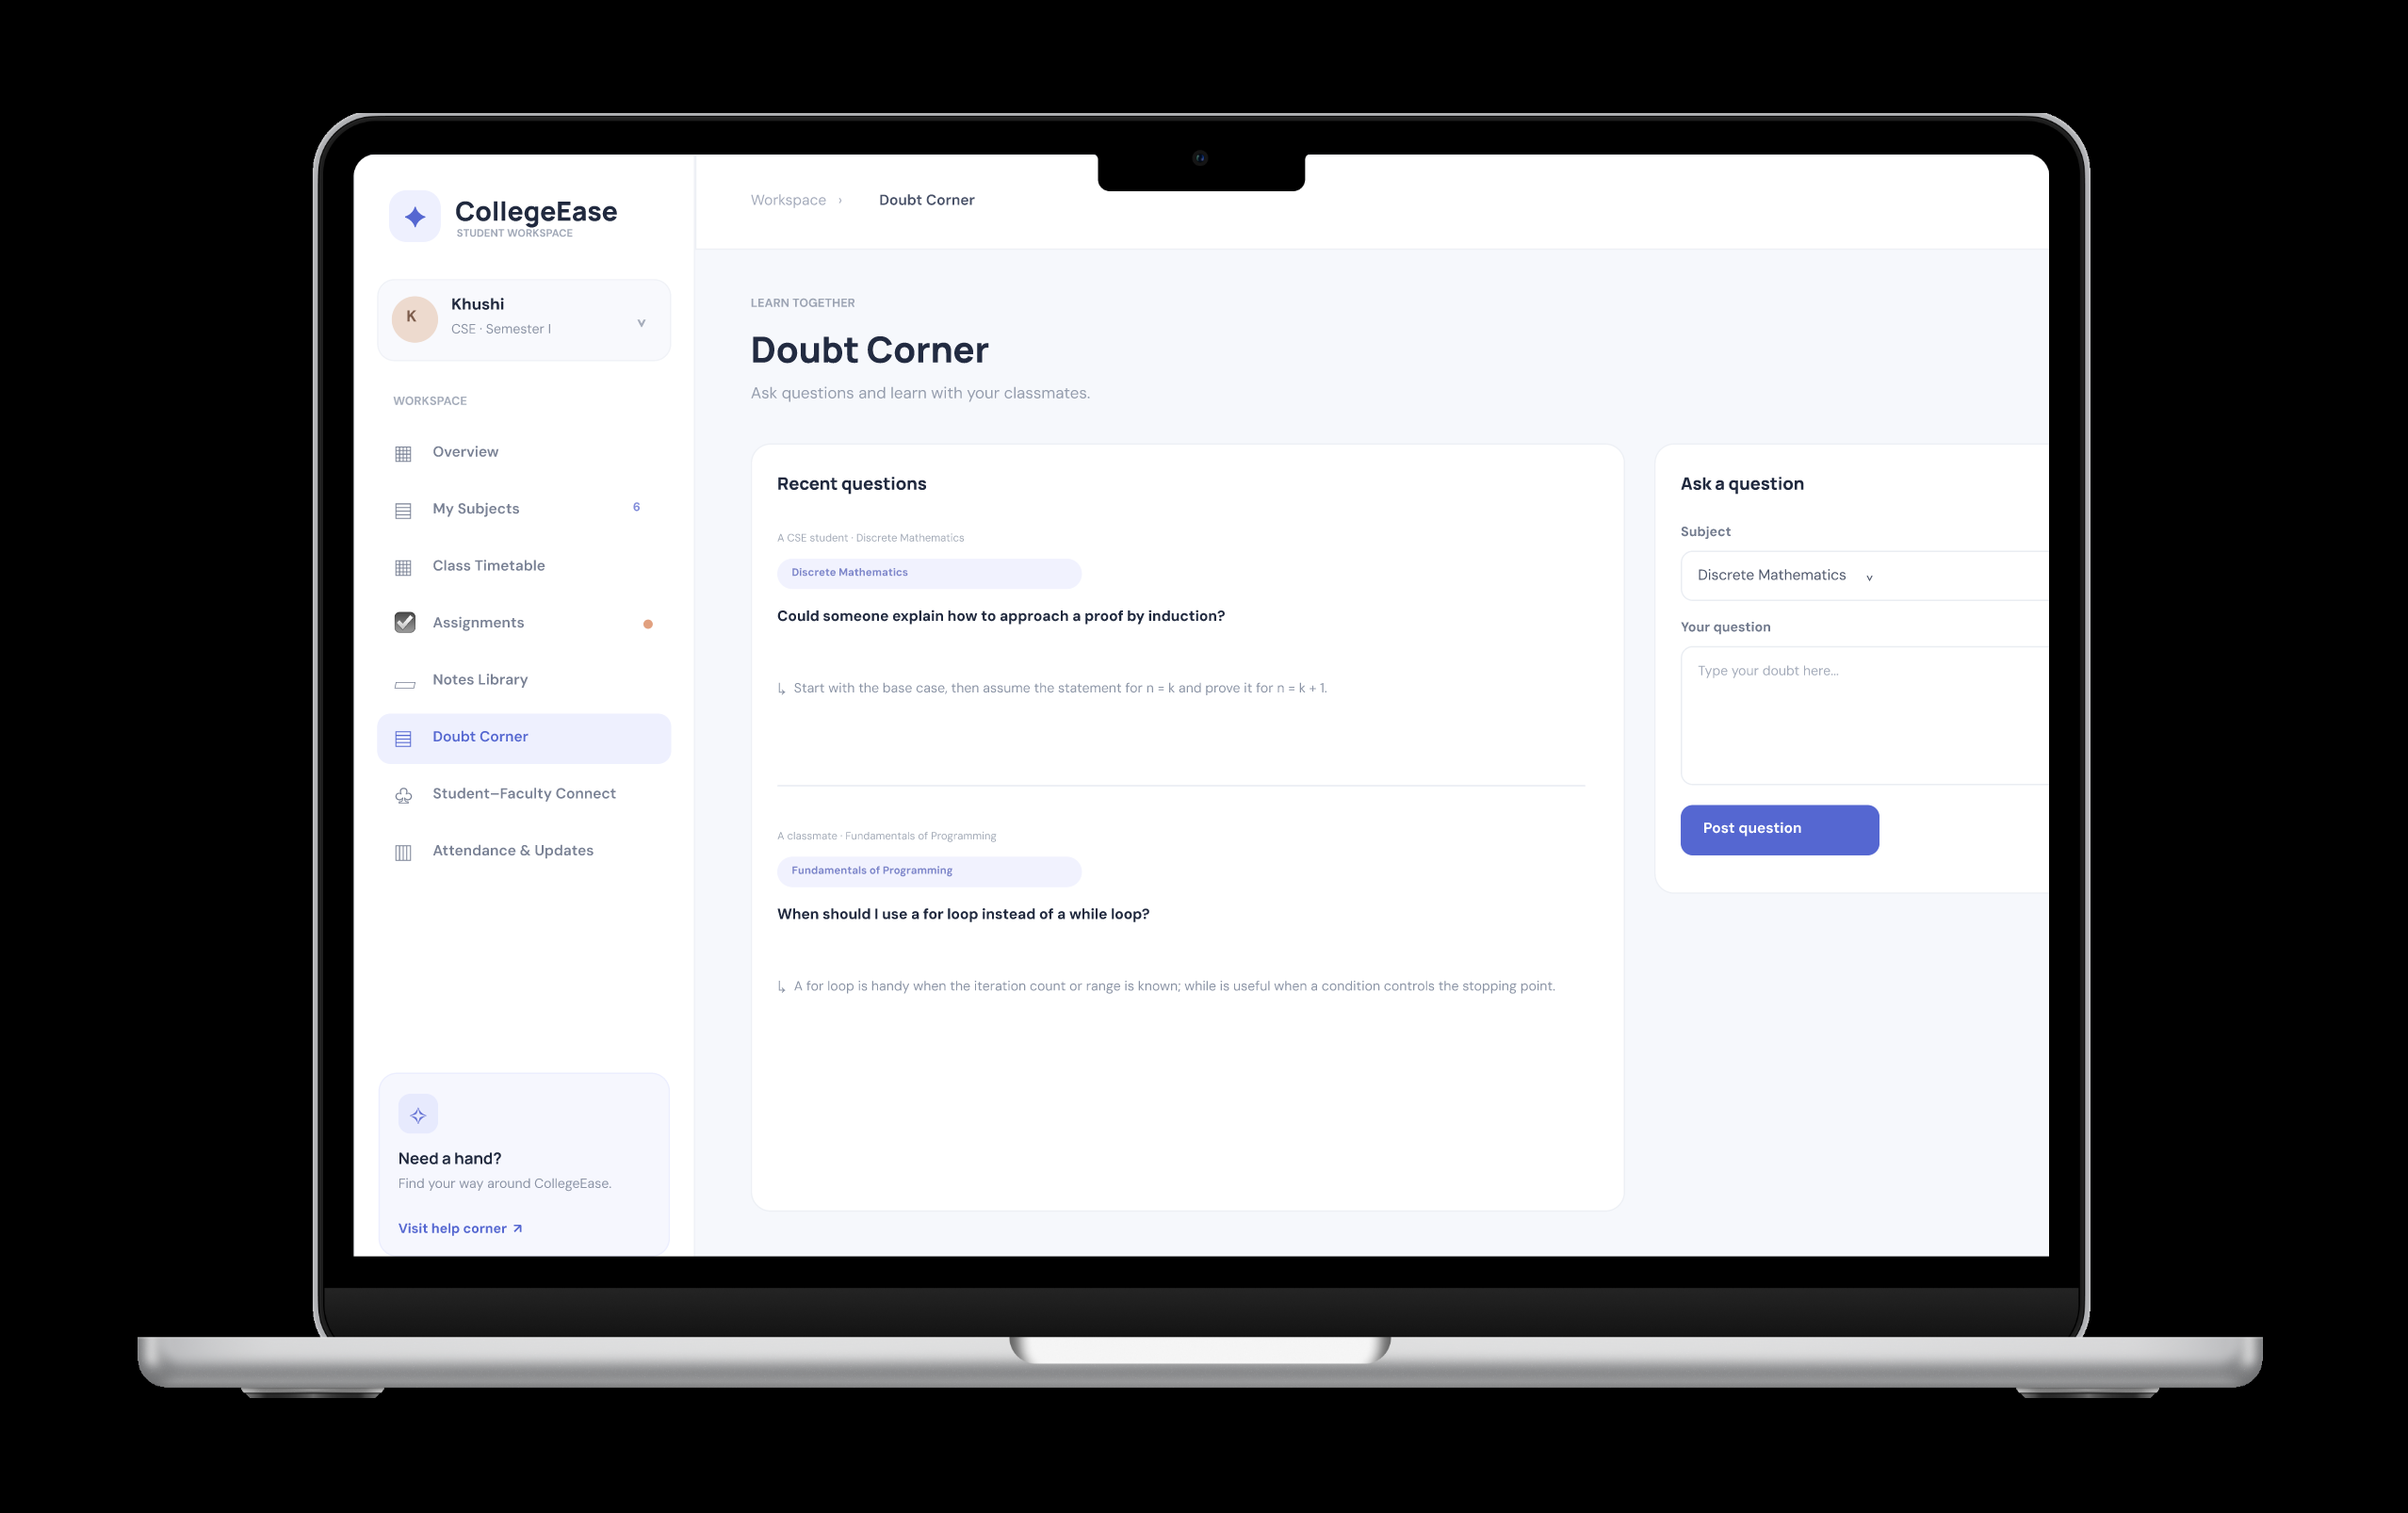 CollegeEase
STUDENT WORKSPACE
K
Khushi
CSE · Semester I
WORKSPACE
Overview
My Subjects 6
Class Timetable
Assignments
Notes Library
Doubt Corner
Student–Faculty Connect
Attendance & Updates
Need a hand?
Find your way around CollegeEase.
Visit help corner ↗
Workspace › Doubt Corner
LEARN TOGETHER
Doubt Corner
Ask questions and learn with your classmates.
Recent questions
A CSE student · Discrete Mathematics
Discrete Mathematics
Could someone explain how to approach a proof by induction?
↳ Start with the base case, then assume the statement for n = k and prove it for n = k + 1.
A classmate · Fundamentals of Programming
Fundamentals of Programming
When should I use a for loop instead of a while loop?
↳ A for loop is handy when the iteration count or range is known; while is useful when a condition controls the stopping point.
Ask a question
Subject
Discrete Mathematics
Your question
Type your doubt here...
Post question